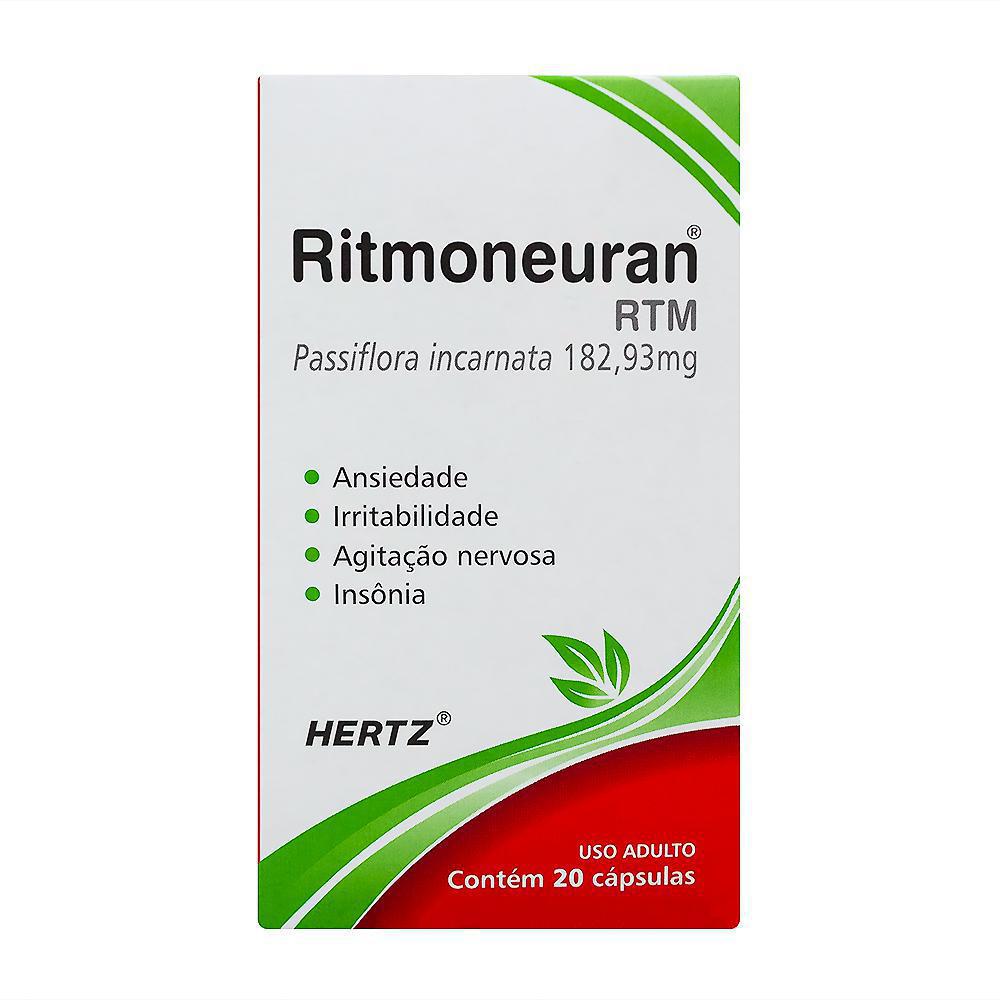 Ritmoneuran®
RTM
Passiflora incarnata 182,93mg
• Ansiedade
• Irritabilidade
• Agitação nervosa
• Insônia
HERTZ®
USO ADULTO
Contém 20 cápsulas